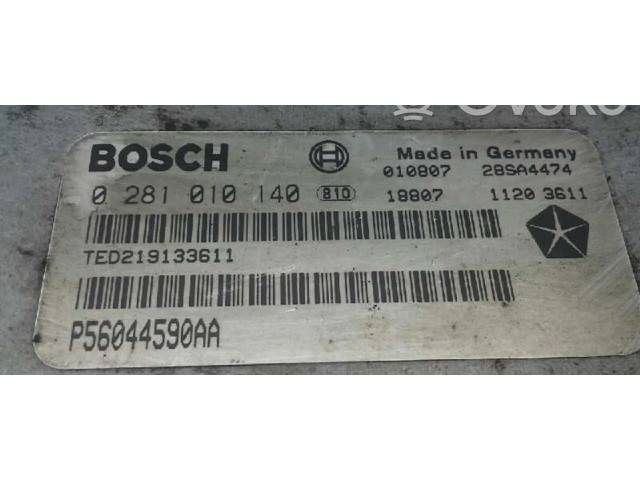 BOSCH Made in Germany
010807 28SA4474
0 281 010 140 810 18807 1120 3611
TED219133611
P56044590AA